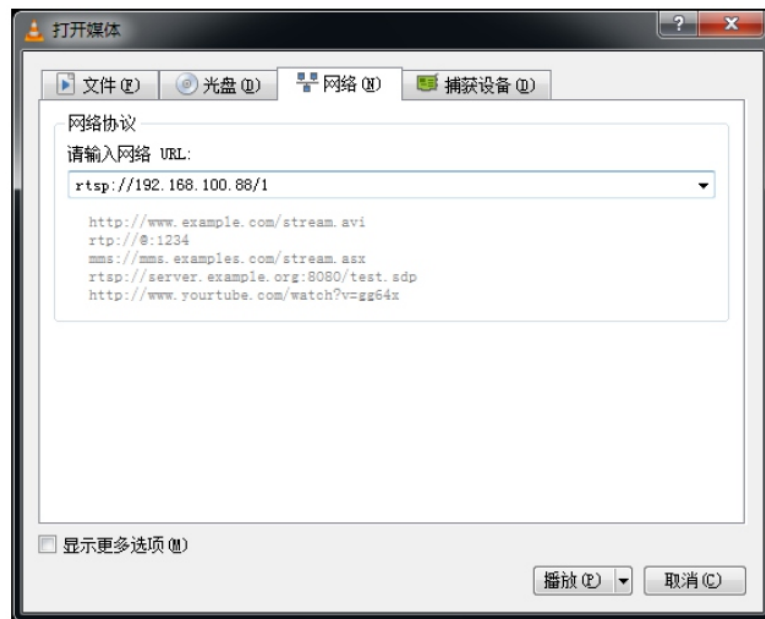 打开媒体
文件(F) 光盘(D) 网络(N) 捕获设备(D)
网络协议
请输入网络 URL:
rtsp://192.168.100.88/1
http://www.example.com/stream.avi
rtp://@:1234
mms://mms.examples.com/stream.asx
rtsp://server.example.org:8080/test.sdp
http://www.yourtube.com/watch?v=gg64x
显示更多选项(M)
播放(P) 取消(C)